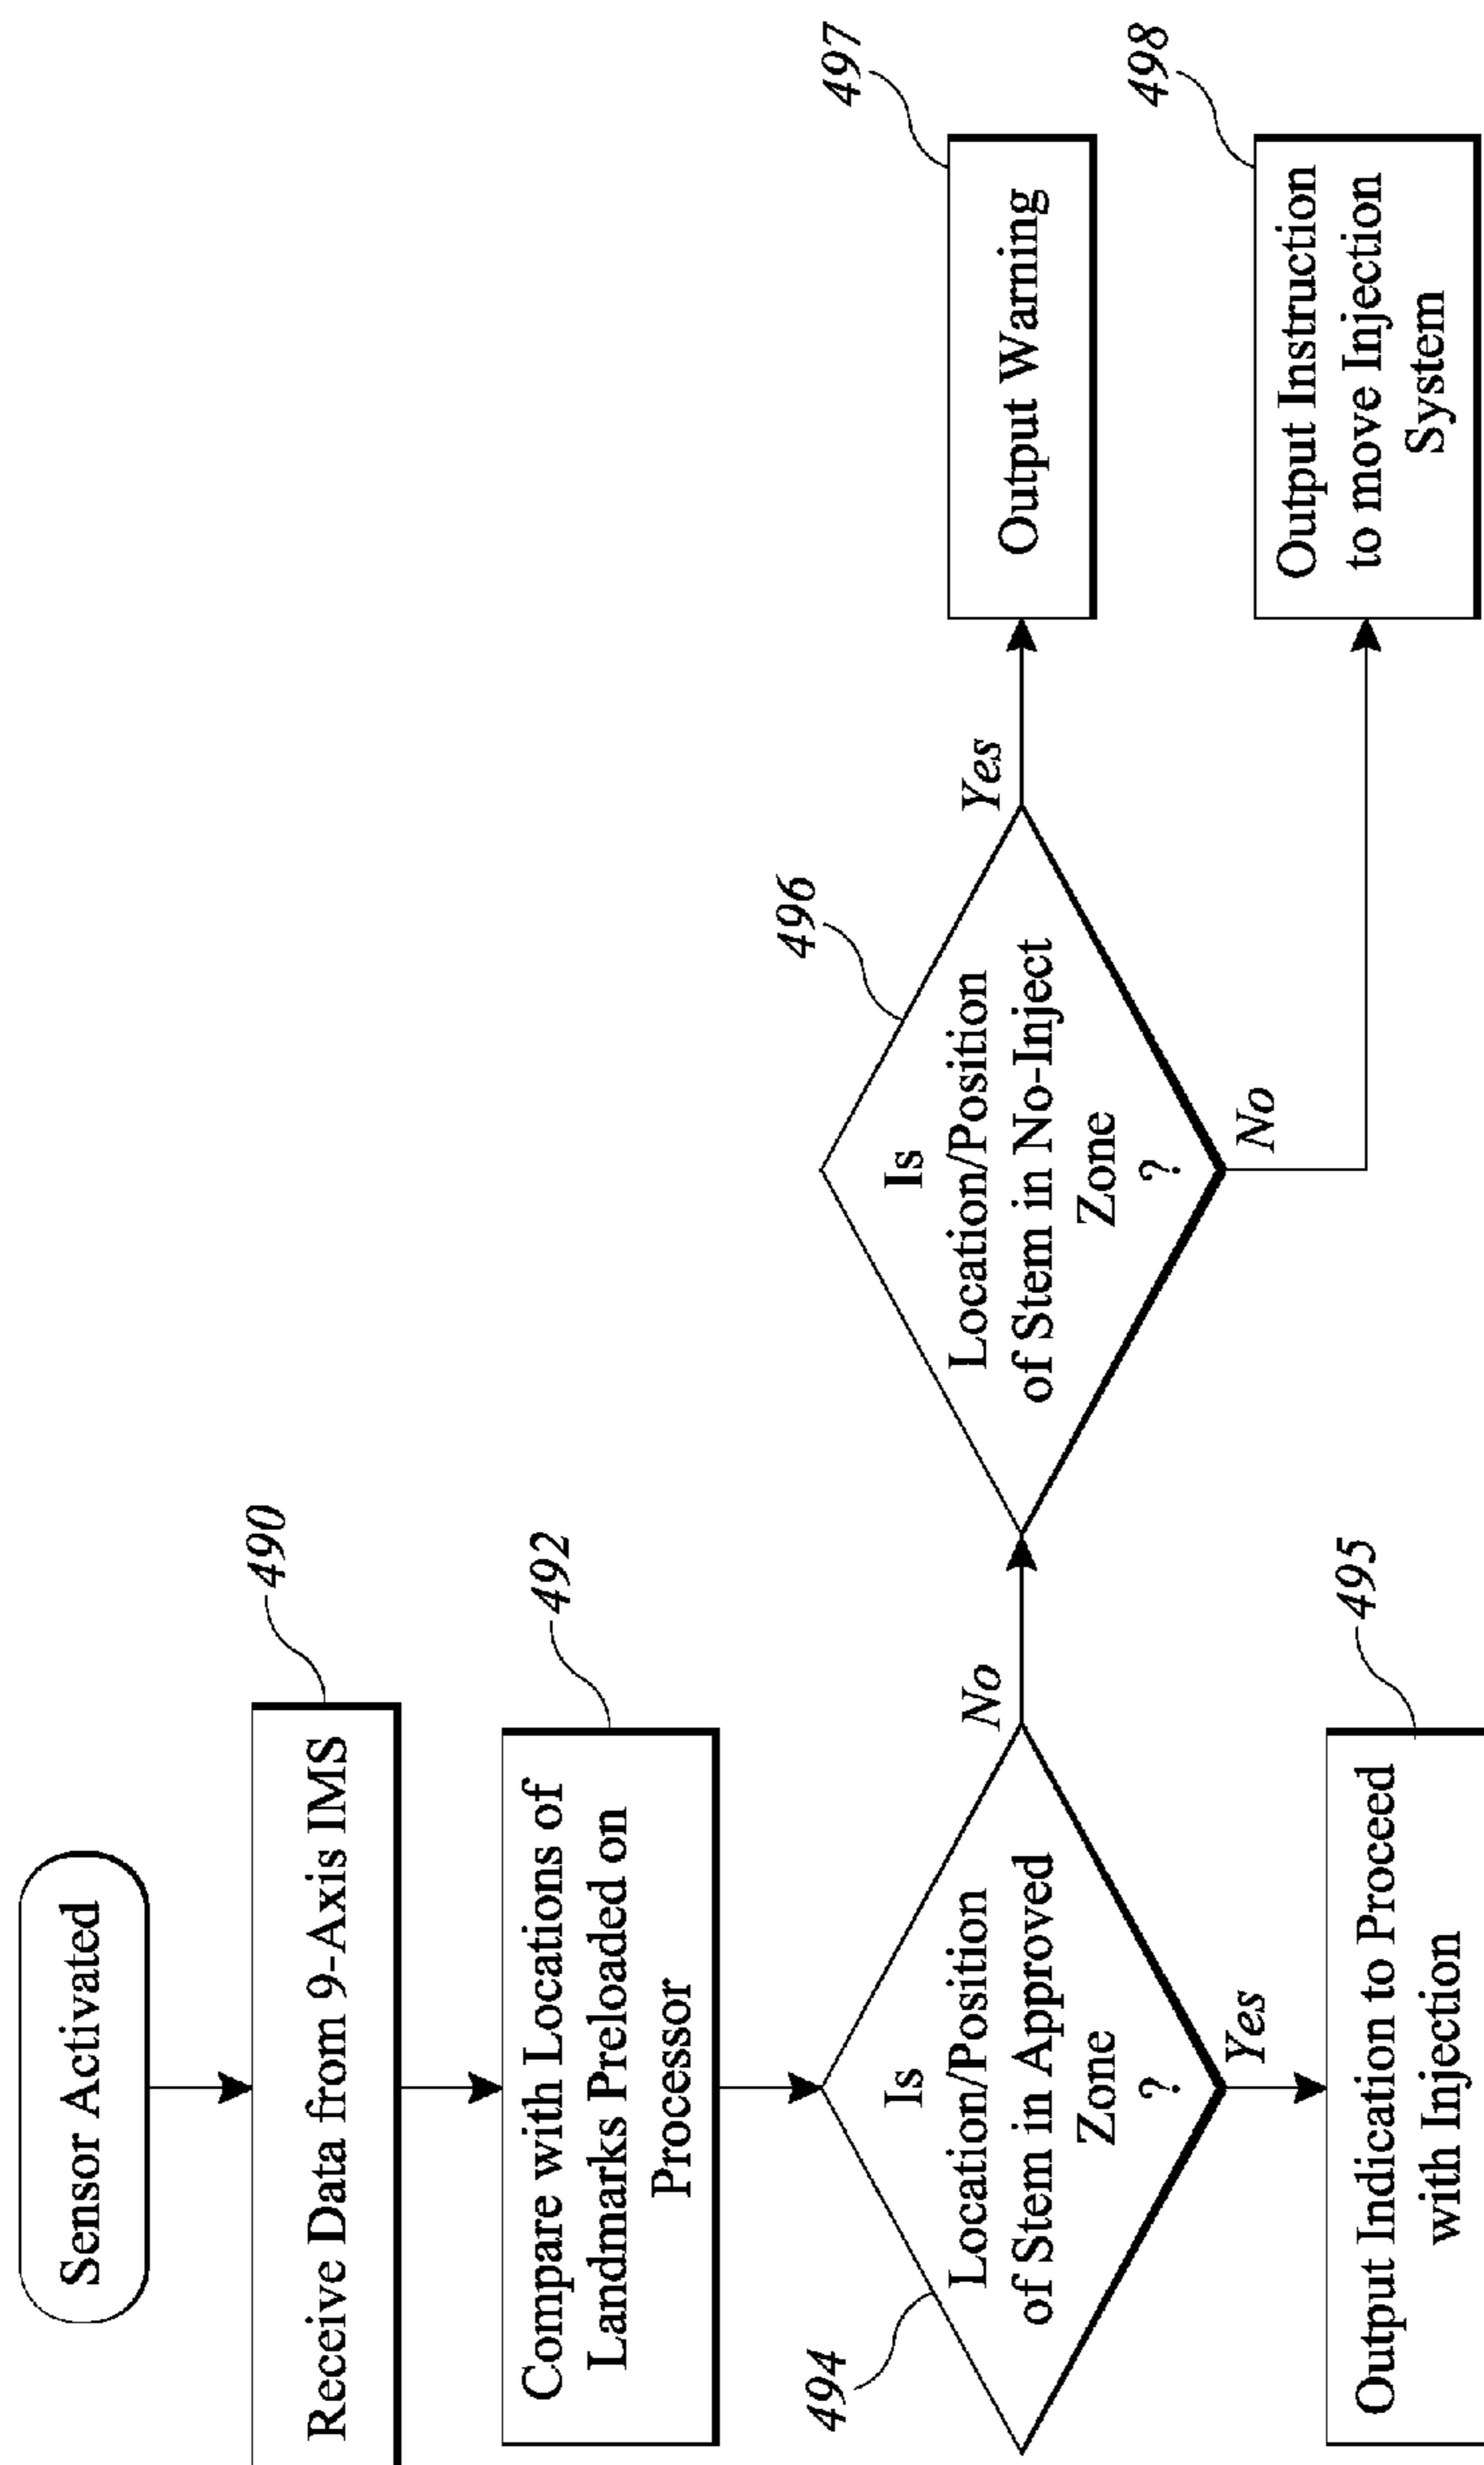 Sensor Activated
490
Receive Data from 9-Axis IMS
492
Compare with Locations of
Landmarks Preloaded on
Processor
494
Is
Location/Position
of Stem in Approved
Zone
?
No
Yes
495
Output Indication to Proceed
with Injection
496
Is
Location/Position
of Stem in No-Inject
Zone
?
Yes
No
497
Output Warning
498
Output Instruction
to move Injection
System